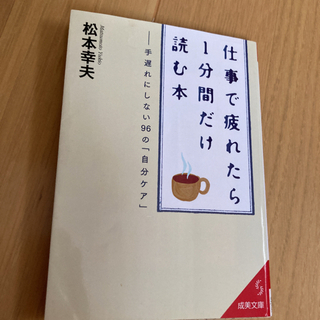 仕事で疲れたら
1分間だけ
読む本
――手遅れにしない96の「自分ケア」
松本幸夫
Matsumoto Yukio
成美文庫